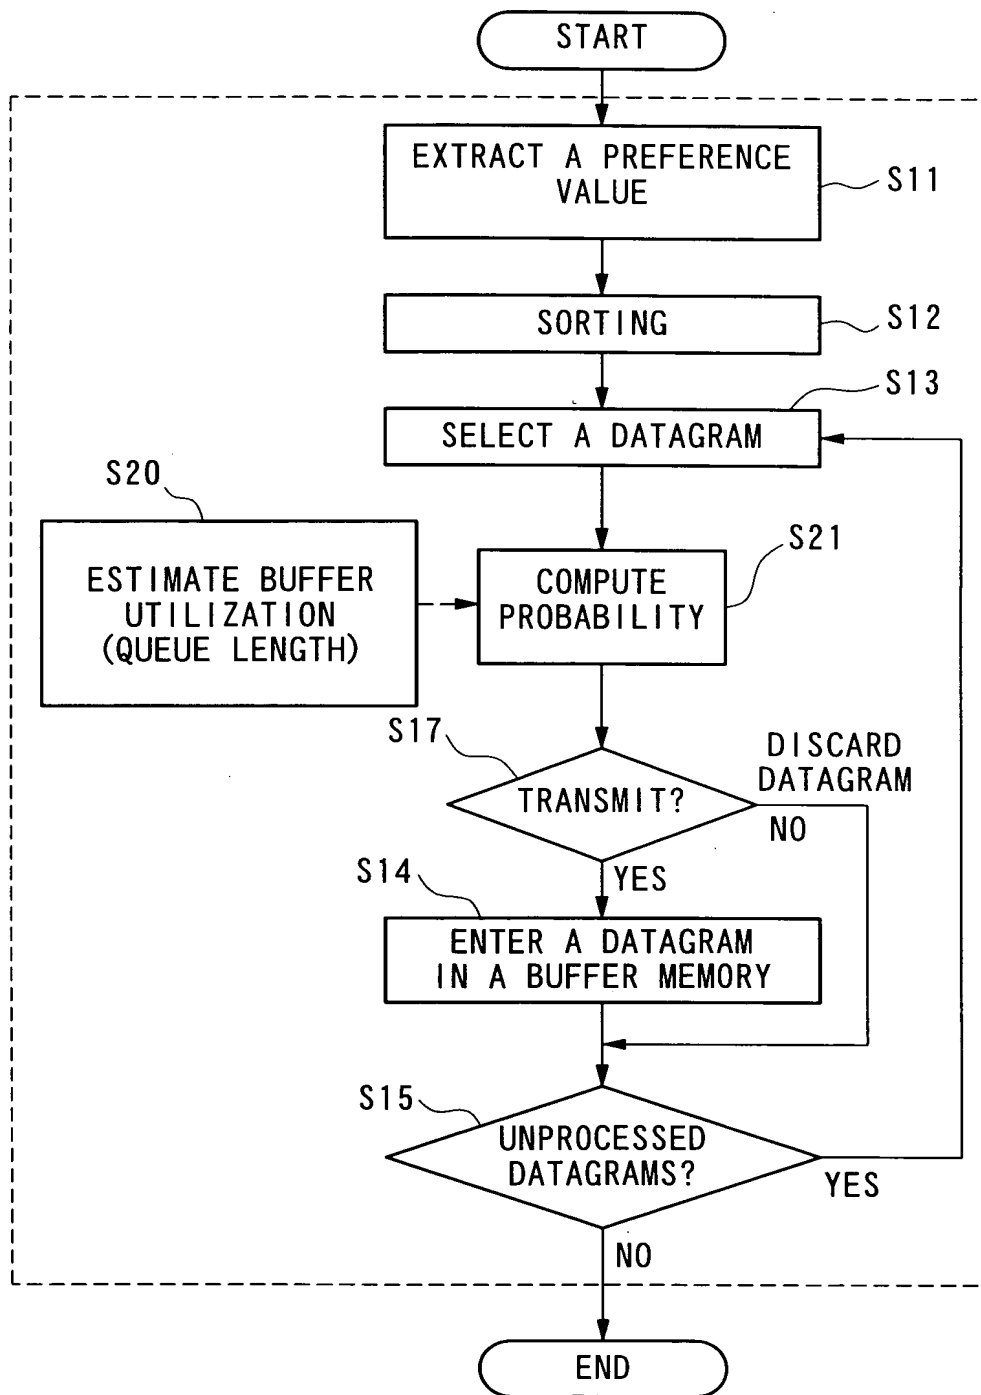 START
EXTRACT A PREFERENCE
VALUE
S11
SORTING
S12
S13
SELECT A DATAGRAM
S20
ESTIMATE BUFFER
UTILIZATION
(QUEUE LENGTH)
S21
COMPUTE
PROBABILITY
S17
TRANSMIT?
DISCARD
DATAGRAM
NO
YES
S14
ENTER A DATAGRAM
IN A BUFFER MEMORY
S15
UNPROCESSED
DATAGRAMS?
YES
NO
END